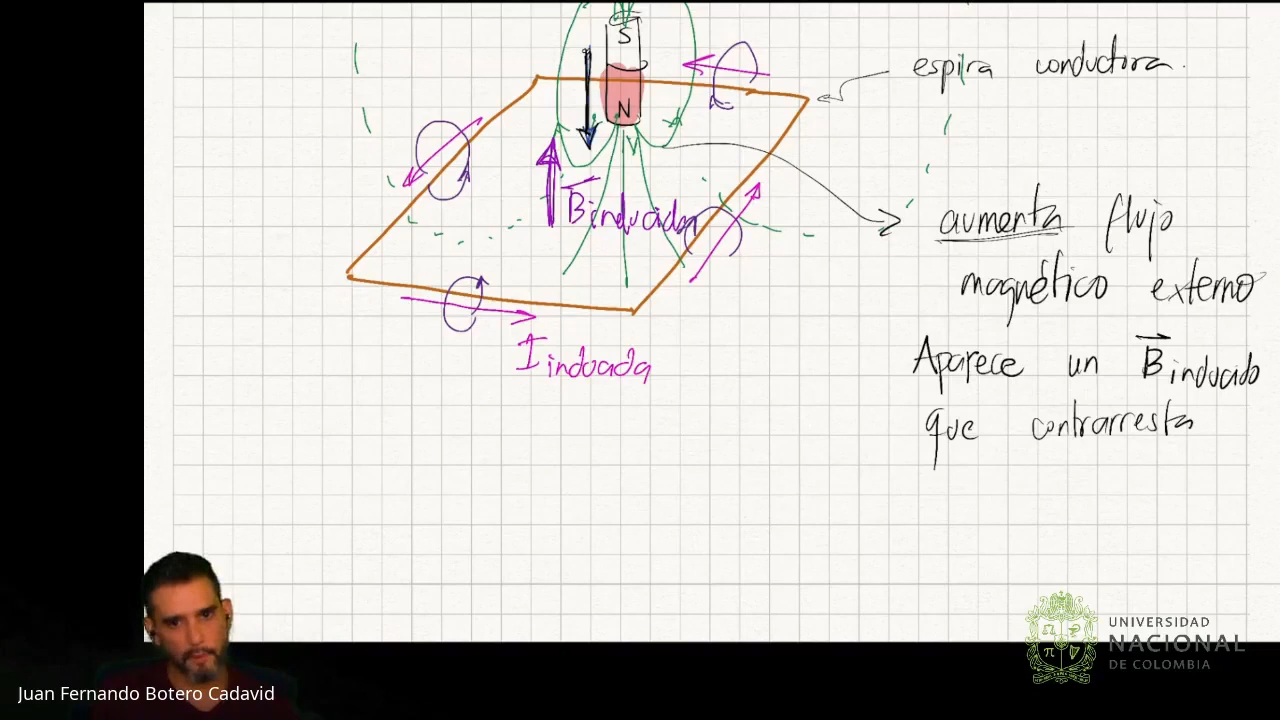 S
N
espira conductora.
B inducida
aumenta flujo
magnético externo
I inducada
Aparece un B inducido
que contrarresta
UNIVERSIDAD
NACIONAL
DE COLOMBIA
Juan Fernando Botero Cadavid